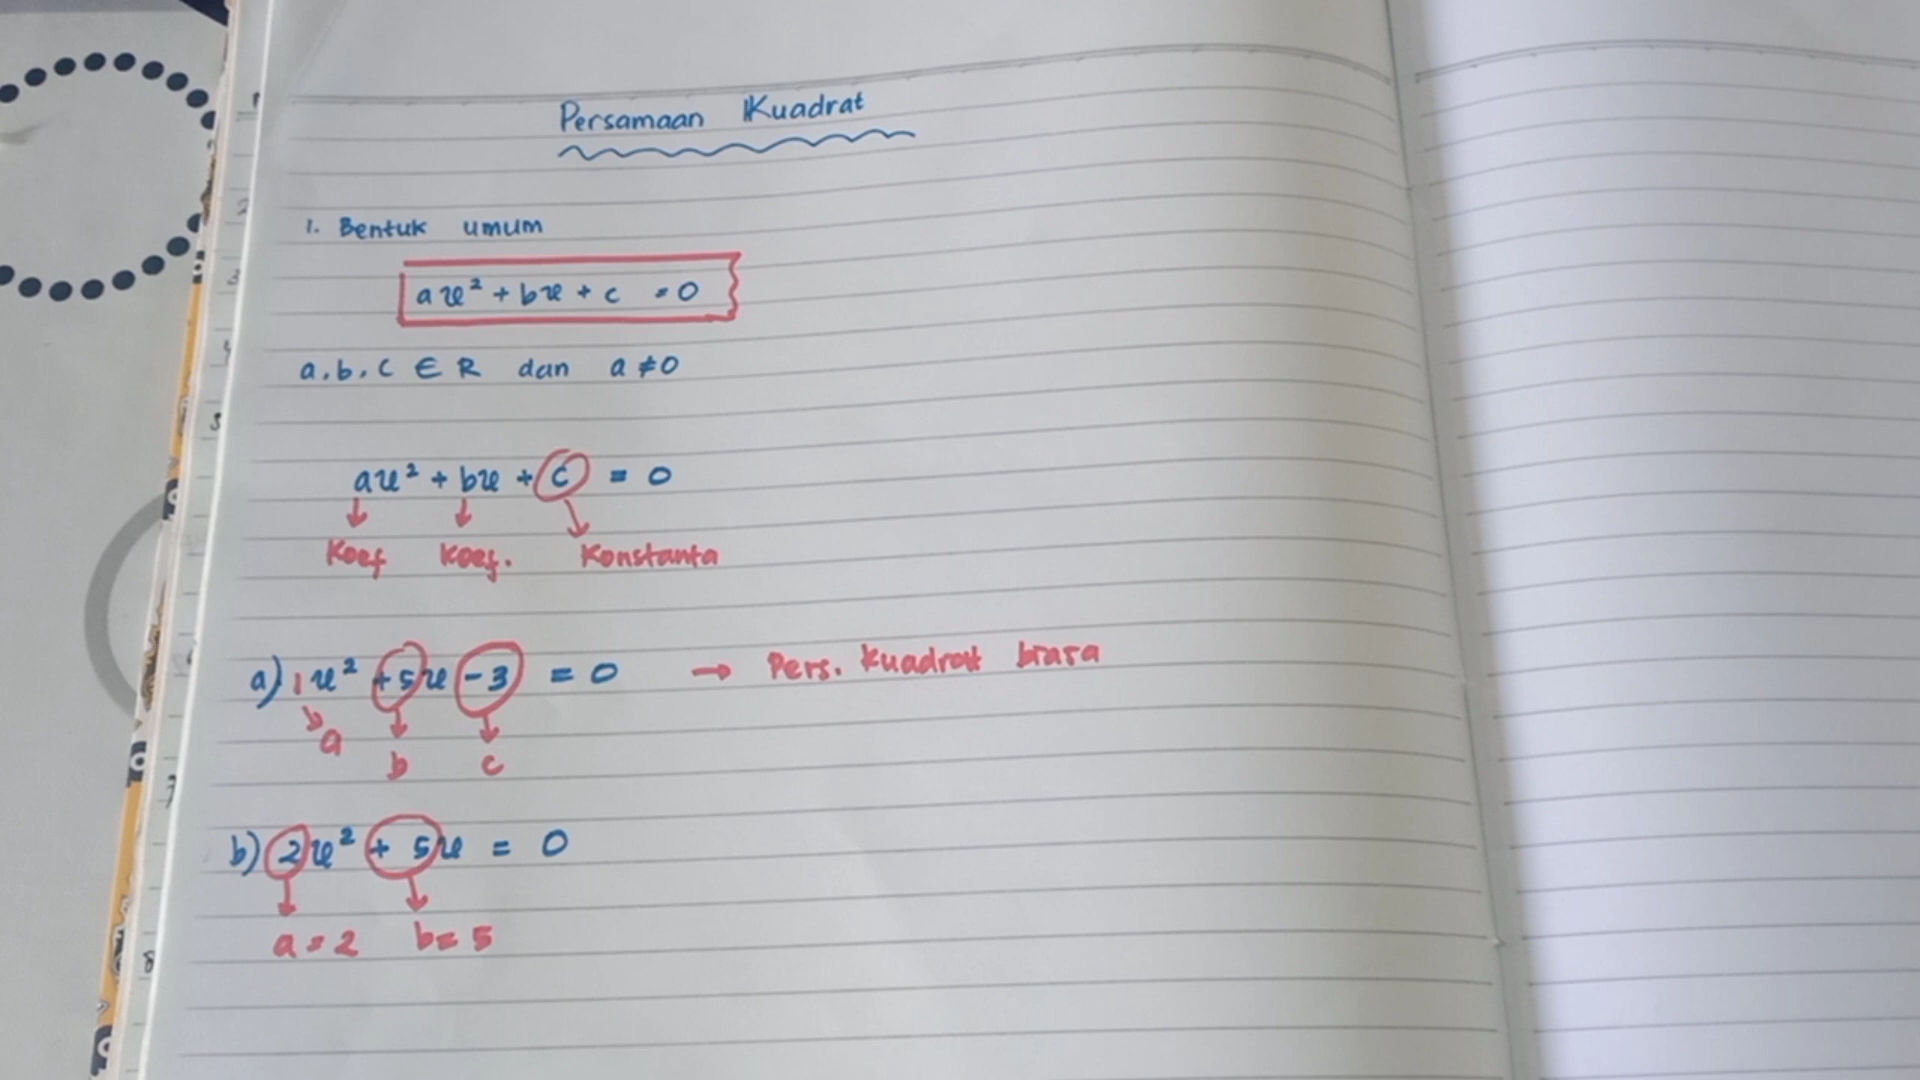 Persamaan Kuadrat
1. Bentuk umum
ax² + bx + c = 0
a, b, c ∈ R dan a ≠ 0
ax² + bx + c = 0
Koef Koef. Konstanta
a) 1x² +5x -3 = 0 → Pers. Kuadrat biasa
a b c
b) 2x² + 5x = 0
a = 2 b = 5